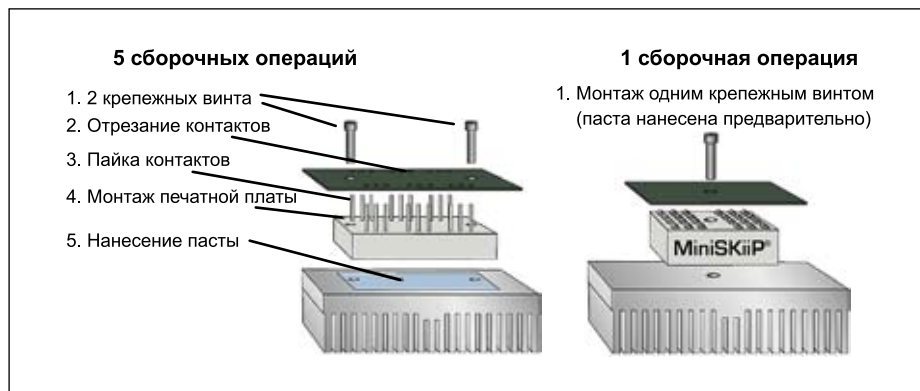 5 сборочных операций
1. 2 крепежных винта
2. Отрезание контактов
3. Пайка контактов
4. Монтаж печатной платы
5. Нанесение пасты
1 сборочная операция
1. Монтаж одним крепежным винтом
(паста нанесена предварительно)
MiniSKiiP®